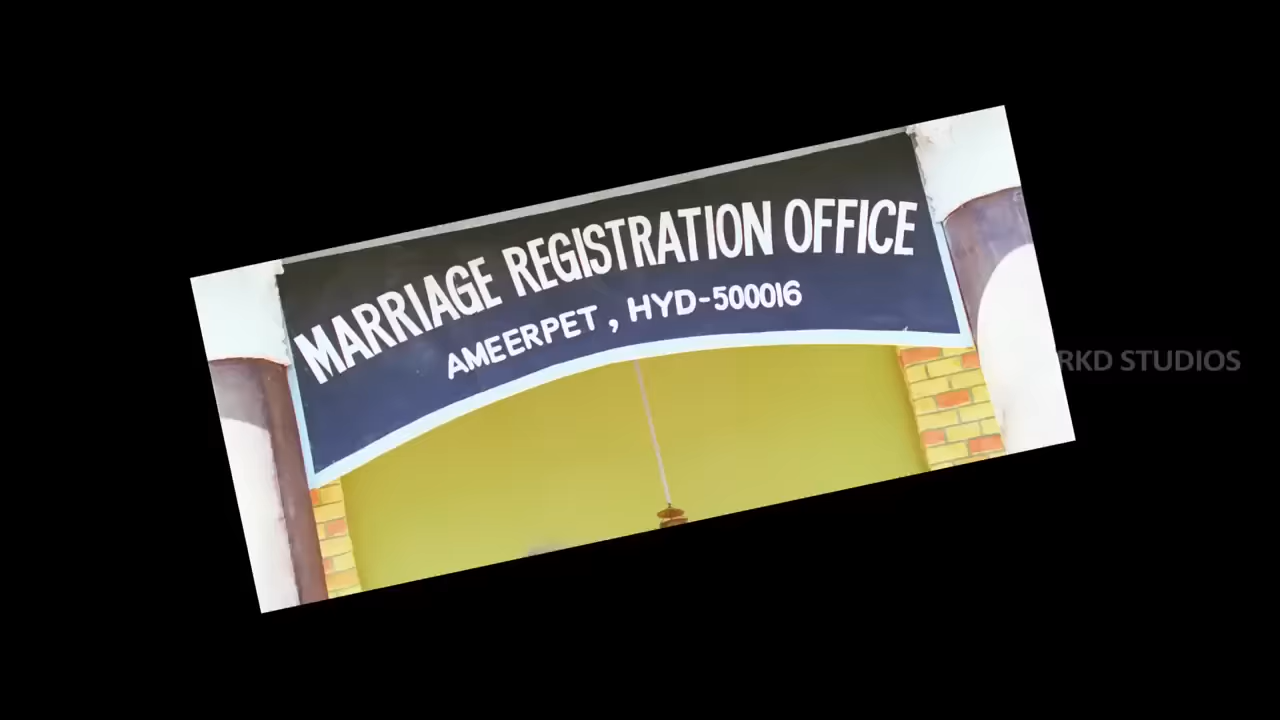 MARRIAGE REGISTRATION OFFICE
AMEERPET , HYD-500016
RKD STUDIOS